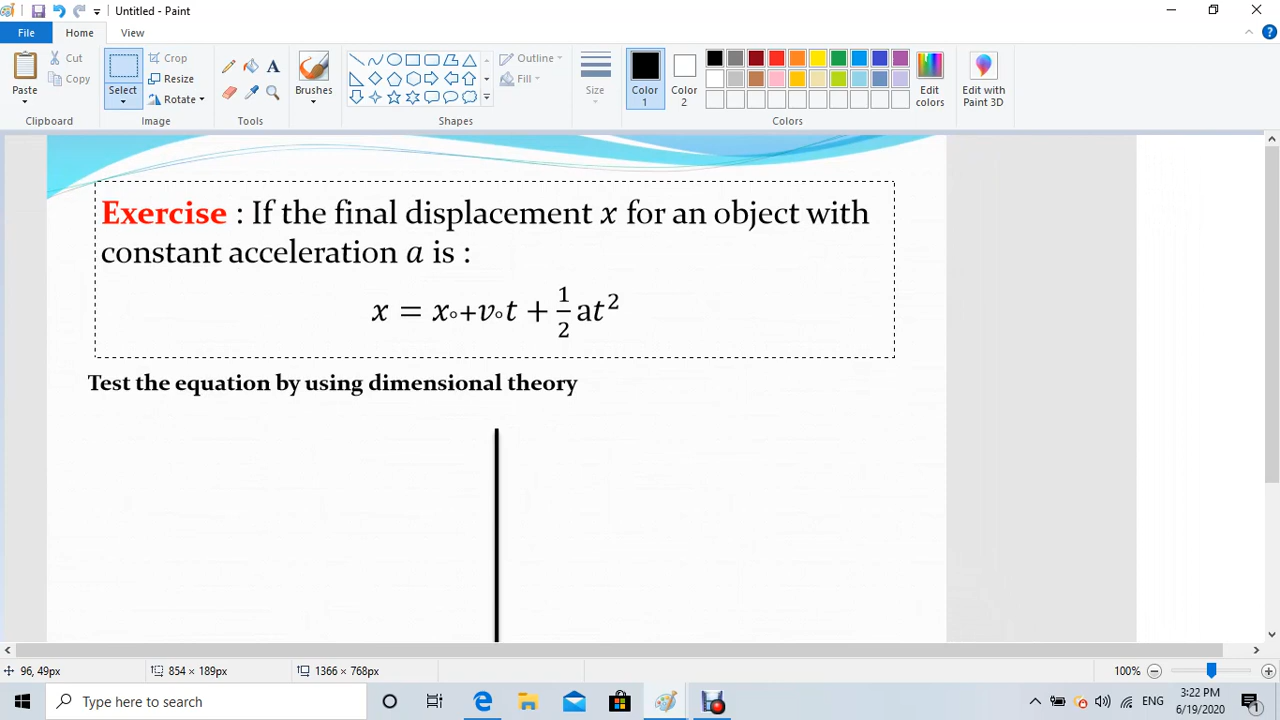 Untitled - Paint
File Home View
Paste
Cut
Copy
Clipboard
Select
Crop
Resize
Rotate
Image
Tools
Brushes
Shapes
Outline
Fill
Size
Color 1
Color 2
Colors
Edit colors
Edit with Paint 3D
Exercise : If the final displacement x for an object with
constant acceleration a is :
x = x∘+v∘t + 1/2 at²
Test the equation by using dimensional theory
96, 49px
854 × 189px
1366 × 768px
100%
Type here to search
ENG
3:22 PM
6/19/2020